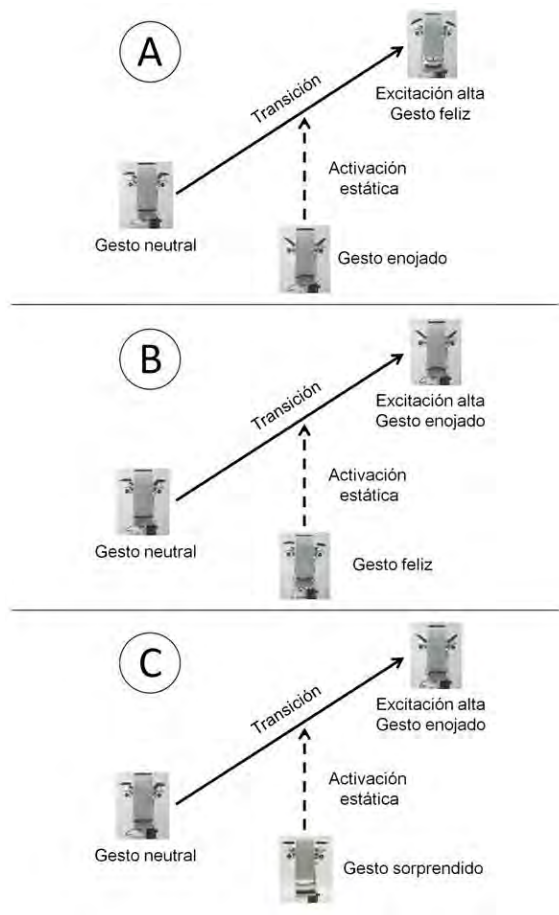 A
Transición
Excitación alta
Gesto feliz
Activación
estática
Gesto neutral
Gesto enojado
B
Transición
Excitación alta
Gesto enojado
Activación
estática
Gesto neutral
Gesto feliz
C
Transición
Excitación alta
Gesto enojado
Activación
estática
Gesto neutral
Gesto sorprendido